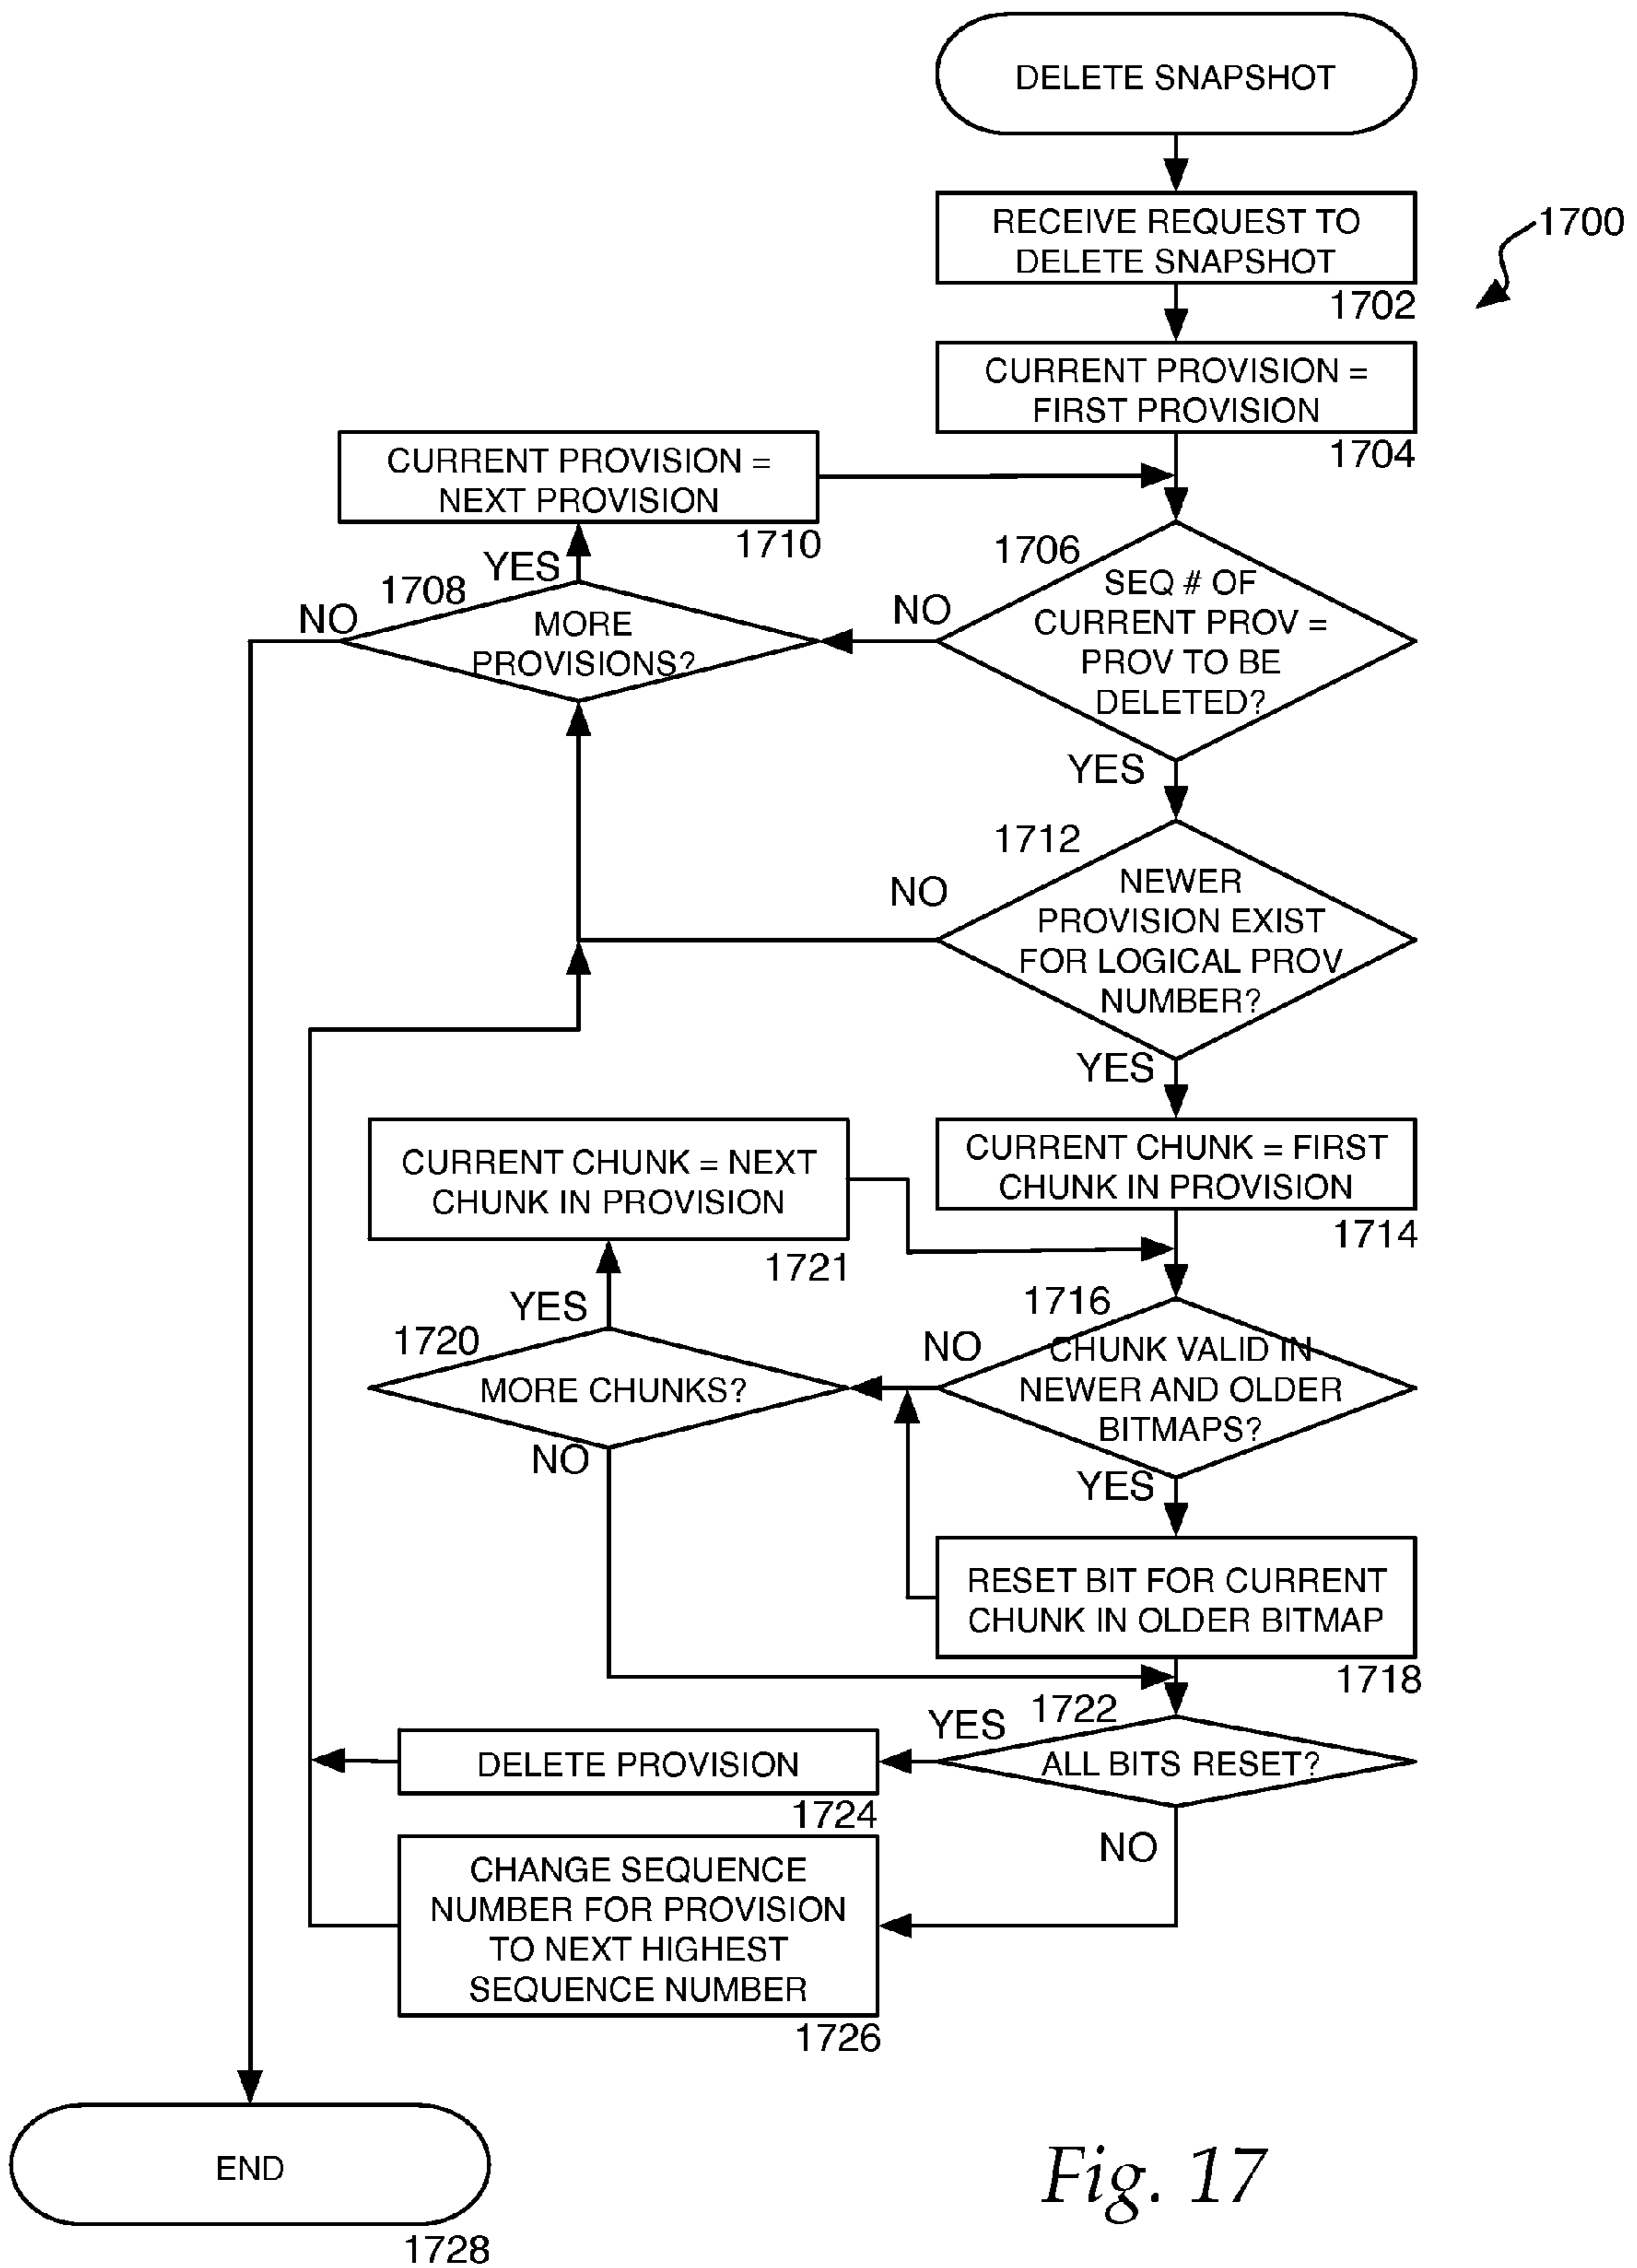 DELETE SNAPSHOT
RECEIVE REQUEST TO
DELETE SNAPSHOT
1702
1700
CURRENT PROVISION =
FIRST PROVISION
1704
CURRENT PROVISION =
NEXT PROVISION
1710
YES
1708
NO
MORE
PROVISIONS?
NO
1706
SEQ # OF
CURRENT PROV =
PROV TO BE
DELETED?
YES
1712
NO
NEWER
PROVISION EXIST
FOR LOGICAL PROV
NUMBER?
YES
CURRENT CHUNK = FIRST
CHUNK IN PROVISION
1714
CURRENT CHUNK = NEXT
CHUNK IN PROVISION
1721
YES
1720
MORE CHUNKS?
NO
1716
NO
CHUNK VALID IN
NEWER AND OLDER
BITMAPS?
YES
RESET BIT FOR CURRENT
CHUNK IN OLDER BITMAP
1718
1722
YES
ALL BITS RESET?
NO
DELETE PROVISION
1724
CHANGE SEQUENCE
NUMBER FOR PROVISION
TO NEXT HIGHEST
SEQUENCE NUMBER
1726
END
1728
Fig. 17